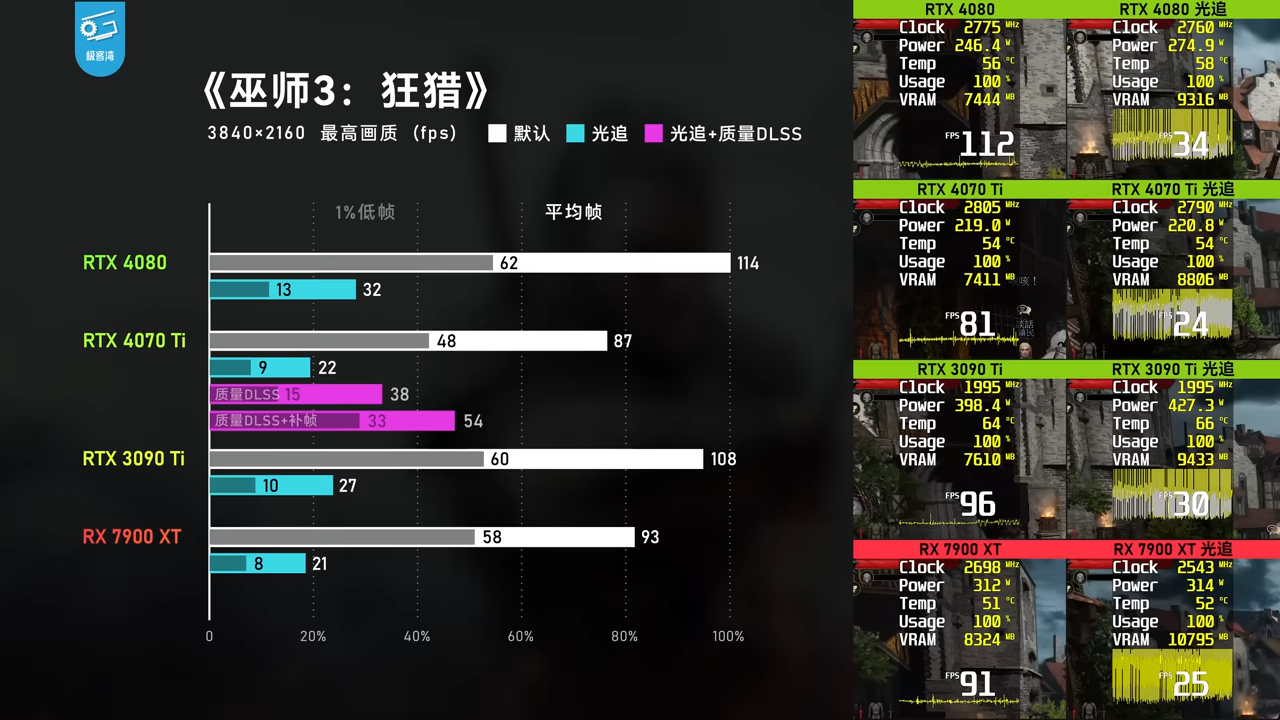 极客湾
《巫师3：狂猎》
3840×2160 最高画质 (fps) 默认 光追 光追+质量DLSS
1%低帧 平均帧
RTX 4080 62 114
13 32
RTX 4070 Ti 48 87
9 22
质量DLSS 15 38
质量DLSS+补帧 33 54
RTX 3090 Ti 60 108
10 27
RX 7900 XT 58 93
8 21
0 20% 40% 60% 80% 100%
RTX 4080
Clock 2775 MHz
Power 246.4 W
Temp 56 °C
Usage 100 %
VRAM 7444 MB
FPS 112
RTX 4080 光追
Clock 2760 MHz
Power 274.9 W
Temp 58 °C
Usage 100 %
VRAM 9316 MB
FPS 34
RTX 4070 Ti
Clock 2805 MHz
Power 219.0 W
Temp 54 °C
Usage 100 %
VRAM 7411 MB
FPS 81
RTX 4070 Ti 光追
Clock 2790 MHz
Power 220.8 W
Temp 54 °C
Usage 100 %
VRAM 8806 MB
FPS 24
RTX 3090 Ti
Clock 1995 MHz
Power 398.4 W
Temp 64 °C
Usage 100 %
VRAM 7610 MB
FPS 96
RTX 3090 Ti 光追
Clock 1995 MHz
Power 427.3 W
Temp 66 °C
Usage 100 %
VRAM 9433 MB
FPS 30
RX 7900 XT
Clock 2698 MHz
Power 312 W
Temp 51 °C
Usage 100 %
VRAM 8324 MB
FPS 91
RX 7900 XT 光追
Clock 2543 MHz
Power 314 W
Temp 52 °C
Usage 100 %
VRAM 10795 MB
FPS 25